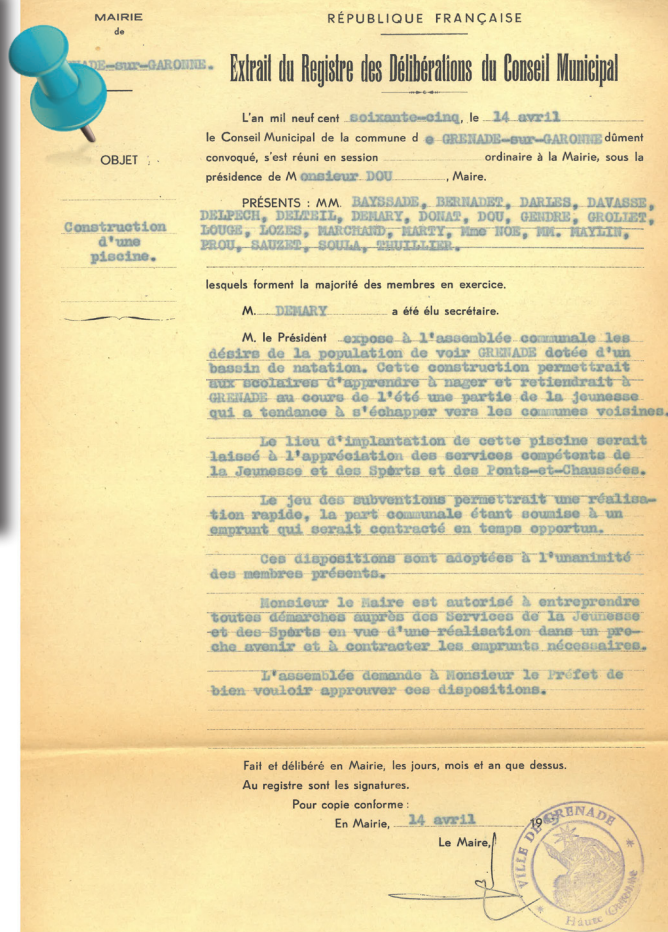 MAIRIE
de
NADE-sur-GARONNE.
OBJET :
Construction
d'une
piscine.
RÉPUBLIQUE FRANÇAISE
Extrait du Registre des Délibérations du Conseil Municipal
L'an mil neuf cent soixante-cinq, le 14 avril
le Conseil Municipal de la commune d e GRENADE-sur-GARONNE dûment
convoqué, s'est réuni en session ordinaire à la Mairie, sous la
présidence de M onsieur DOU , Maire.
PRÉSENTS : MM. BAYSSADE, BERNADET, DARLES, DAVASSE,
DELPECH, DELTEIL, DEMARY, DONAT, DOU, GENDRE, GROLLET,
LOUGE, LOZES, MARCHAND, MARTY, Mme NOE, MM. MAYLIN,
PROU, SAUZET, SOULA, THUILLIER.
lesquels forment la majorité des membres en exercice.
M. DEMARY a été élu secrétaire.
M. le Président expose à l'assemblée communale les
désirs de la population de voir GRENADE dotée d'un
bassin de natation. Cette construction permettrait
aux scolaires d'apprendre à nager et retiendrait à
GRENADE au cours de l'été une partie de la jeunesse
qui a tendance à s'échapper vers les communes voisines.
Le lieu d'implantation de cette piscine serait
laissé à l'appréciation des services compétents de
la Jeunesse et des Sports et des Ponts-et-Chaussées.
Le jeu des subventions permettrait une réalisa-
tion rapide, la part communale étant soumise à un
emprunt qui serait contracté en temps opportun.
Ces dispositions sont adoptées à l'unanimité
des membres présents.
Monsieur le Maire est autorisé à entreprendre
toutes démarches auprès des Services de la Jeunesse
et des Sports en vue d'une réalisation dans un pro-
che avenir et à contracter les emprunts nécessaires.
L'assemblée demande à Monsieur le Préfet de
bien vouloir approuver ces dispositions.
Fait et délibéré en Mairie, les jours, mois et an que dessus.
Au registre sont les signatures.
Pour copie conforme :
En Mairie, 14 avril 19
Le Maire,
VILLE DE GRENADE
Haute Garonne